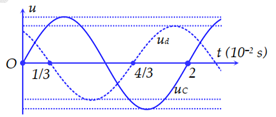 u
u_d
t (10⁻² s)
O
1/3
4/3
2
u_C